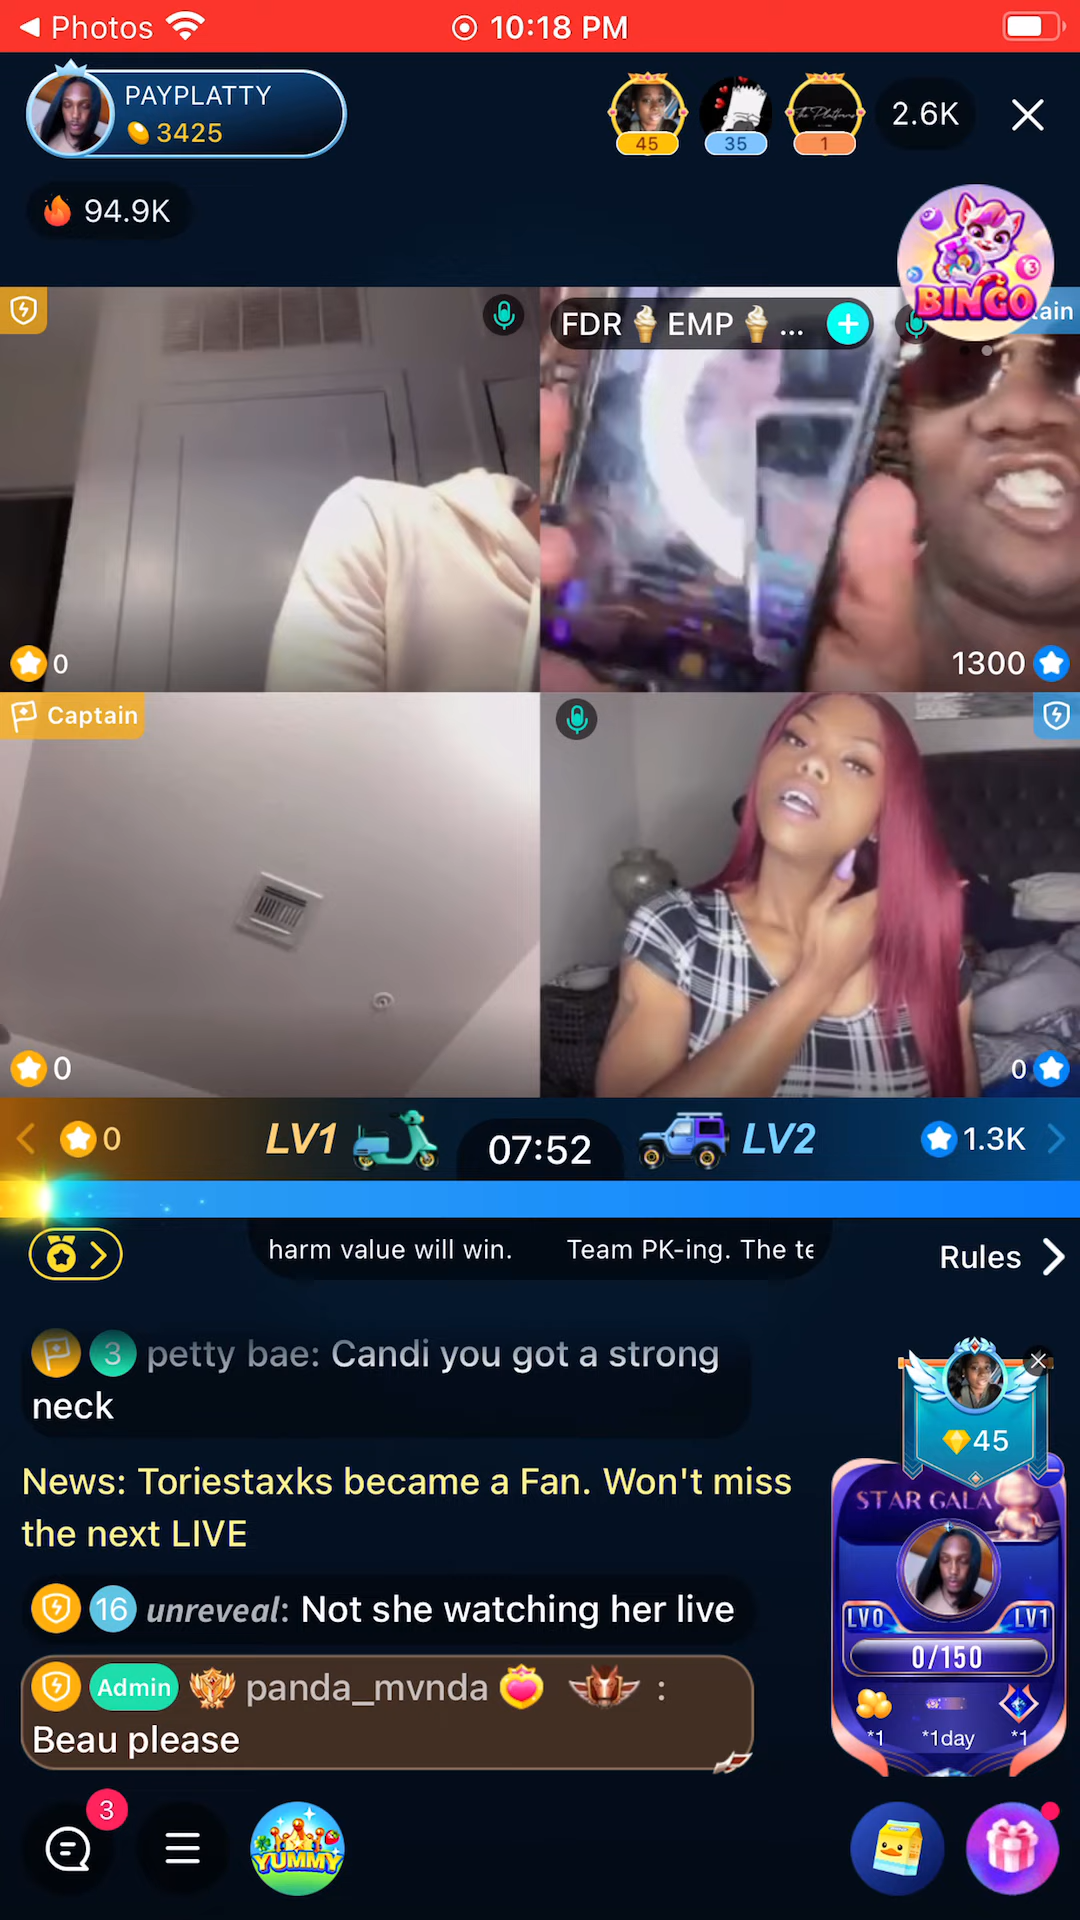 Photos
10:18 PM
PAYPLATTY
3425
45
35
1
2.6K
94.9K
BINGO
FDR 🍦 EMP 🍦 ...
ain
0
1300
Captain
0
0
0
LV1
07:52
LV2
1.3K
harm value will win.
Team PK-ing. The te
Rules
3 petty bae: Candi you got a strong
neck
45
News: Toriestaxks became a Fan. Won't miss
the next LIVE
STAR GALA
16 unreveal: Not she watching her live
LV0
LV1
0/150
Admin panda_mvnda :
Beau please
*1
*1day
*1
3
YUMMY